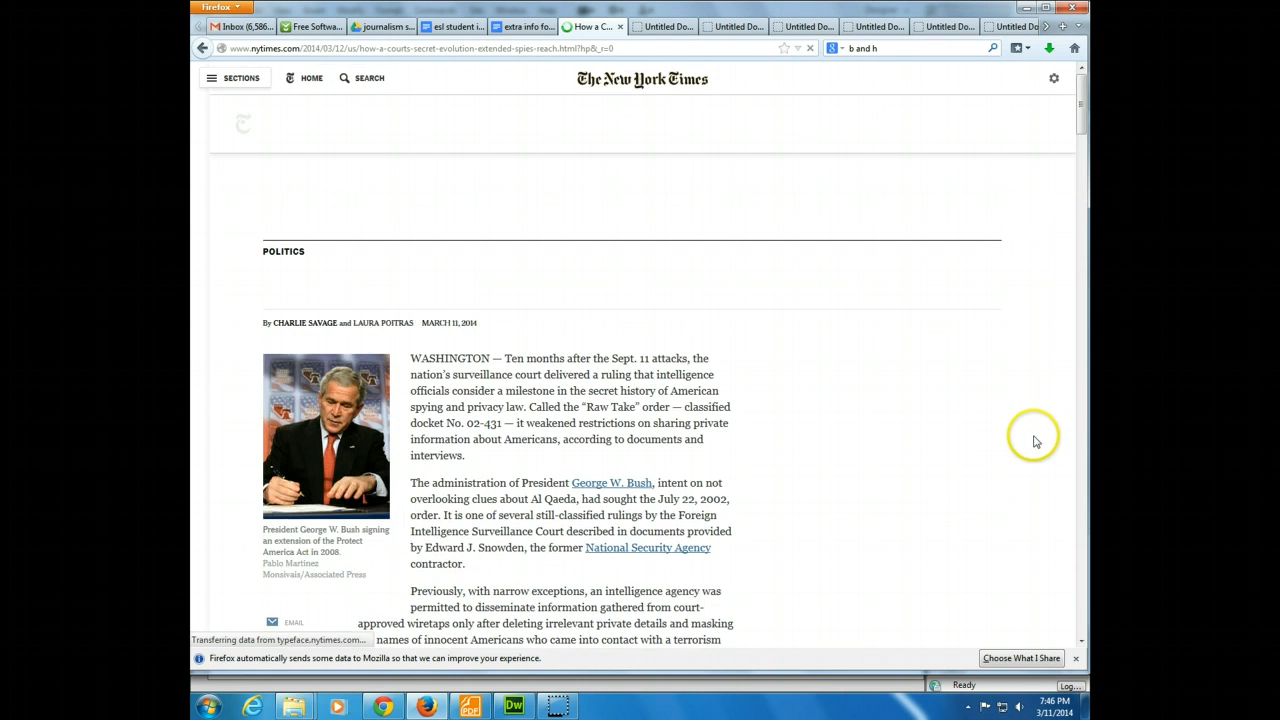 Firefox
Inbox (6,586...
Free Softwa...
journalism s...
esl student i...
extra info fo...
How a C...
Untitled Do...
Untitled Do...
Untitled Do...
Untitled Do...
Untitled Do...
Untitled Do
www.nytimes.com/2014/03/12/us/how-a-courts-secret-evolution-extended-spies-reach.html?hp&_r=0
b and h
SECTIONS
HOME
SEARCH
The New York Times
POLITICS
By CHARLIE SAVAGE and LAURA POITRAS MARCH 11, 2014
WASHINGTON — Ten months after the Sept. 11 attacks, the
nation's surveillance court delivered a ruling that intelligence
officials consider a milestone in the secret history of American
spying and privacy law. Called the “Raw Take” order — classified
docket No. 02-431 — it weakened restrictions on sharing private
information about Americans, according to documents and
interviews.
The administration of President George W. Bush, intent on not
overlooking clues about Al Qaeda, had sought the July 22, 2002,
order. It is one of several still-classified rulings by the Foreign
Intelligence Surveillance Court described in documents provided
by Edward J. Snowden, the former National Security Agency
contractor.
Previously, with narrow exceptions, an intelligence agency was
permitted to disseminate information gathered from court-
approved wiretaps only after deleting irrelevant private details and masking
names of innocent Americans who came into contact with a terrorism
President George W. Bush signing
an extension of the Protect
America Act in 2008.
Pablo Martinez
Monsivais/Associated Press
EMAIL
Transferring data from typeface.nytimes.com...
Firefox automatically sends some data to Mozilla so that we can improve your experience.
Choose What I Share
Ready
Log...
PDF
Dw
7:46 PM
3/11/2014